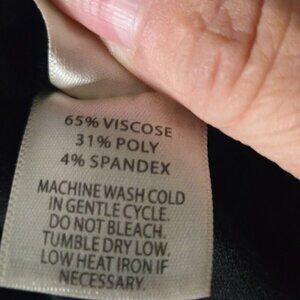 65% VISCOSE
31% POLY
4% SPANDEX
MACHINE WASH COLD
IN GENTLE CYCLE.
DO NOT BLEACH.
TUMBLE DRY LOW.
LOW HEAT IRON IF
NECESSARY.